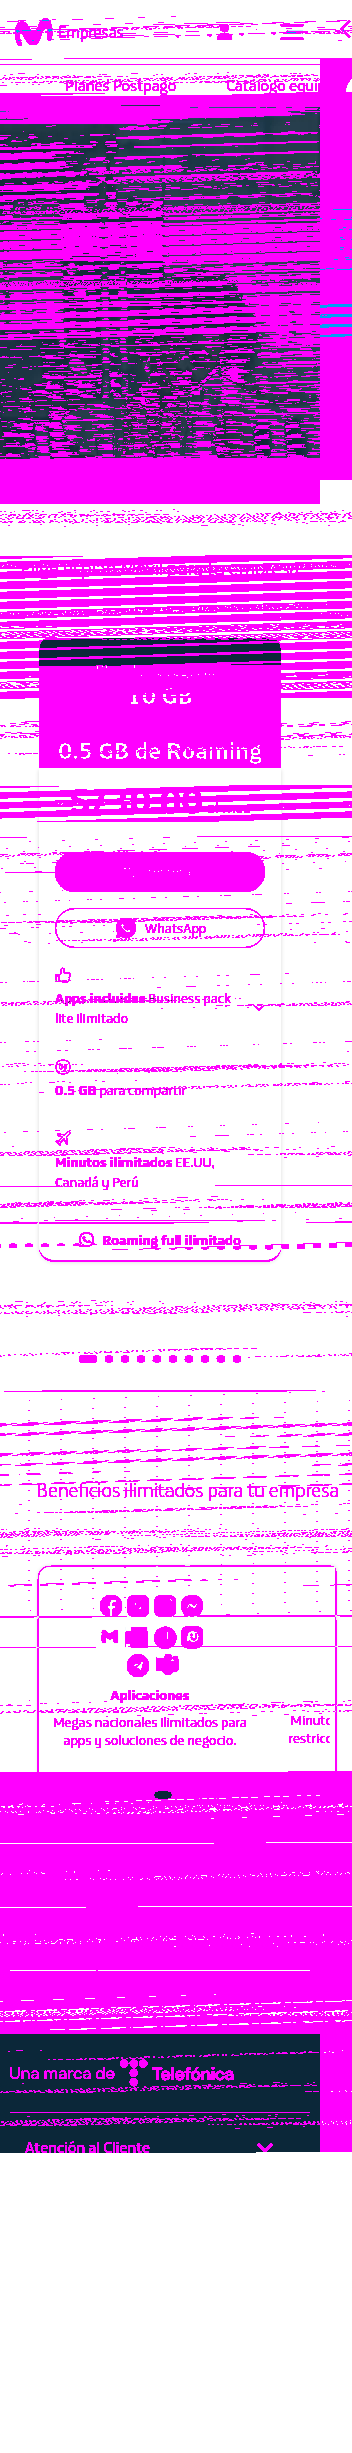 Empresas
Planes Postpago
Catálogo equi
10 GB
0.5 GB de Roaming
WhatsApp
Apps incluidas Business pack
lite ilimitado
0.5 GB para compartir
Minutos ilimitados EE.UU,
Canadá y Perú
Roaming full ilimitado
Beneficios ilimitados para tu empresa
Aplicaciones
Megas nacionales ilimitados para
apps y soluciones de negocio.
Minuto
restricc
Una marca de Telefónica
Atención al Cliente